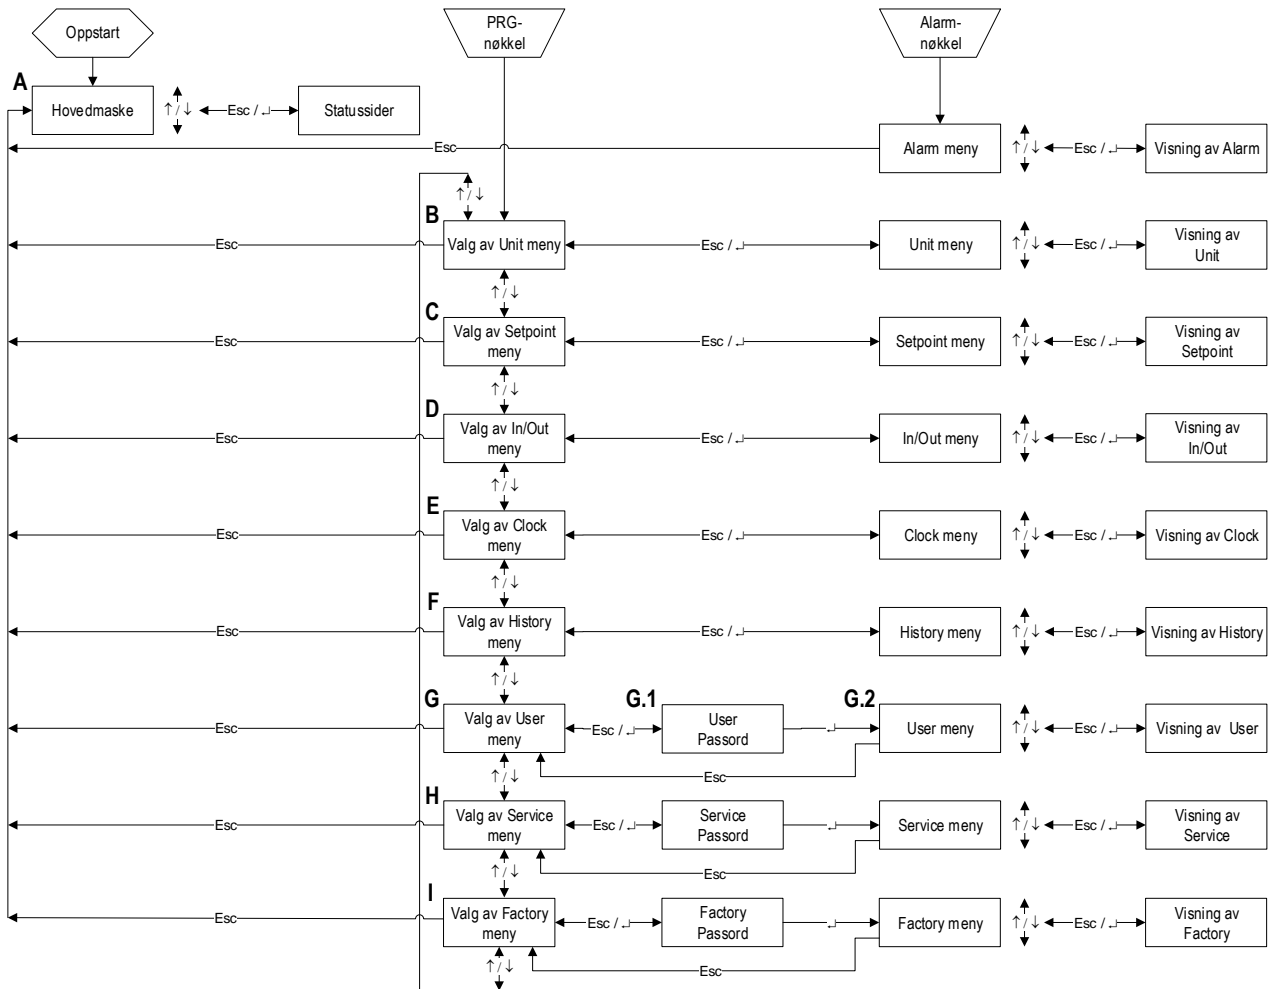 Oppstart
PRG-
nøkkel
Alarm-
nøkkel
A
Hovedmaske
↑ / ↓
Esc / ↵
Statussider
Esc
Alarm meny
↑ / ↓
Esc / ↵
Visning av Alarm
↑ / ↓
B
Esc
Valg av Unit meny
Esc / ↵
Unit meny
↑ / ↓
Esc / ↵
Visning av
Unit
↑ / ↓
C
Esc
Valg av Setpoint
meny
Esc / ↵
Setpoint meny
↑ / ↓
Esc / ↵
Visning av
Setpoint
↑ / ↓
D
Esc
Valg av In/Out
meny
Esc / ↵
In/Out meny
↑ / ↓
Esc / ↵
Visning av
In/Out
↑ / ↓
E
Esc
Valg av Clock
meny
Esc / ↵
Clock meny
↑ / ↓
Esc / ↵
Visning av Clock
↑ / ↓
F
Esc
Valg av History
meny
Esc / ↵
History meny
↑ / ↓
Esc / ↵
Visning av History
↑ / ↓
G
Esc
Valg av User
meny
Esc / ↵
G.1
User
Passord
↵
G.2
User meny
↑ / ↓
Esc / ↵
Visning av User
Esc
↑ / ↓
H
Esc
Valg av Service
meny
Esc / ↵
Service
Passord
↵
Service meny
↑ / ↓
Esc / ↵
Visning av
Service
Esc
↑ / ↓
I
Esc
Valg av Factory
meny
Esc / ↵
Factory
Passord
↵
Factory meny
↑ / ↓
Esc / ↵
Visning av
Factory
Esc
↑ / ↓